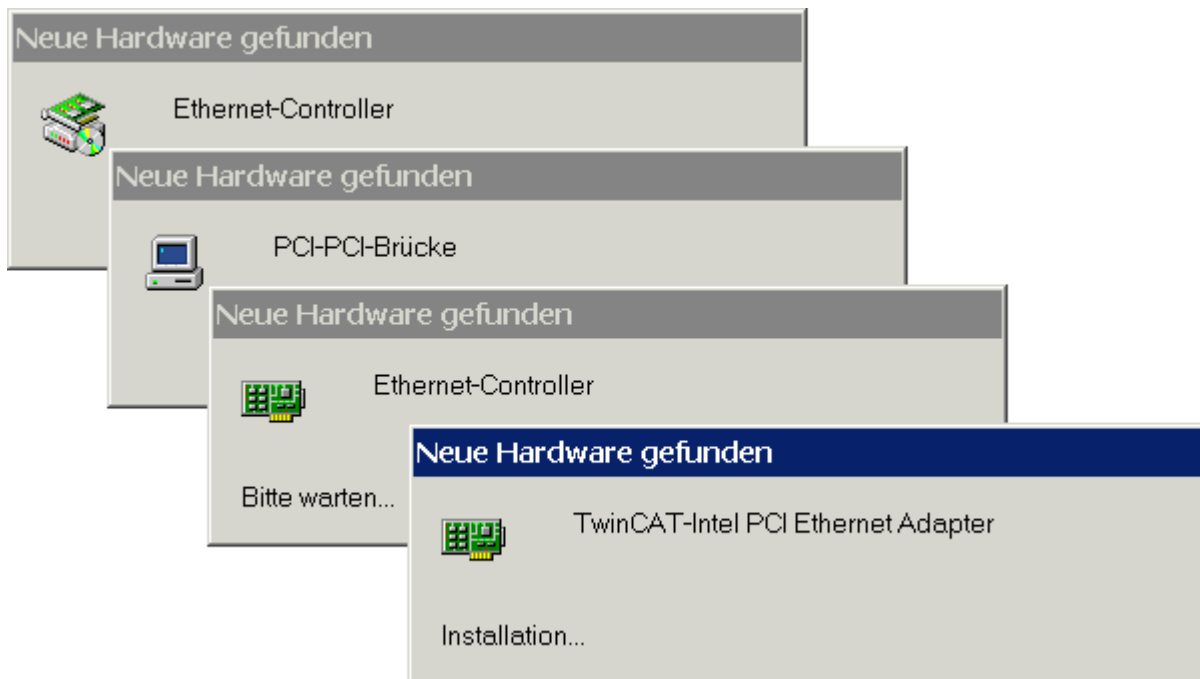 Neue Hardware gefunden
Ethernet-Controller
Neue Hardware gefunden
PCI-PCI-Brücke
Neue Hardware gefunden
Ethernet-Controller
Bitte warten...
Neue Hardware gefunden
TwinCAT-Intel PCI Ethernet Adapter
Installation...